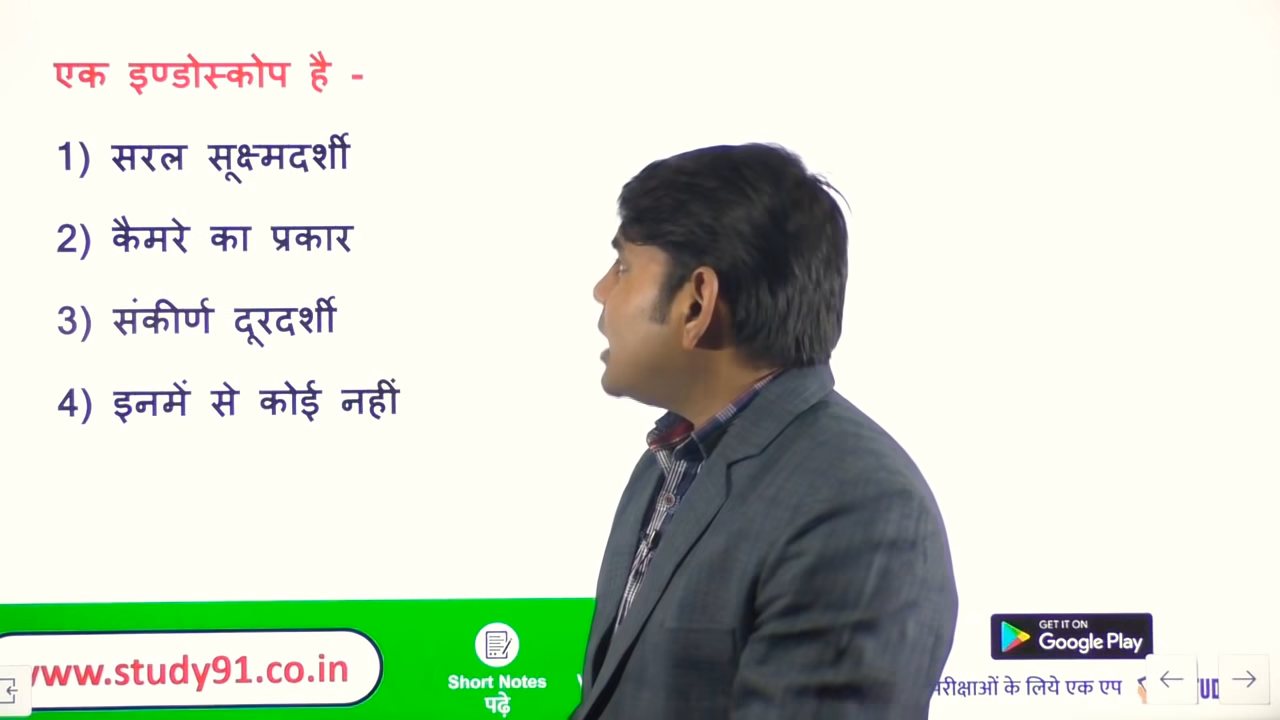 एक इण्डोस्कोप है -
1) सरल सूक्ष्मदर्शी
2) कैमरे का प्रकार
3) संकीर्ण दूरदर्शी
4) इनमें से कोई नहीं
www.study91.co.in
Short Notes
पढ़े
GET IT ON
Google Play
के लिये एक एप